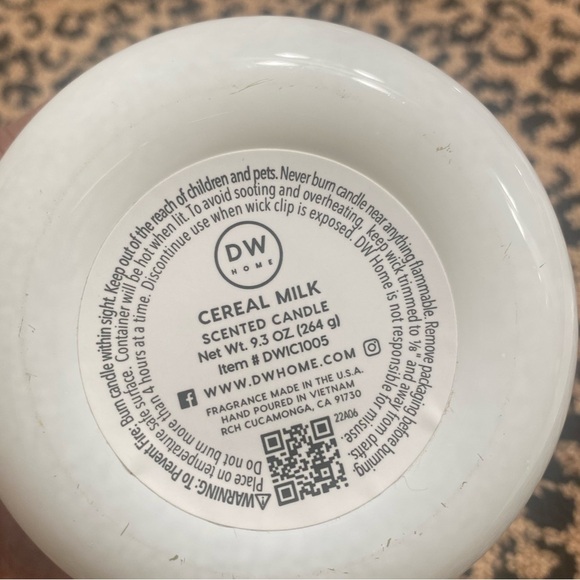 DW
HOME
CEREAL MILK
SCENTED CANDLE
Net Wt. 9.3 OZ (264 g)
Item # DWIC1005
WWW.DWHOME.COM
FRAGRANCE MADE IN THE U.S.A.
HAND POURED IN VIETNAM
RCH CUCAMONGA, CA 91730
22A06
WARNING: To Prevent Fire: Burn candle within sight. Keep out of the reach of children and pets. Never burn candle near anything flammable. Remove packaging before burning.
Place on temperature safe surface. Container will be hot when lit. To avoid sooting and overheating, keep wick trimmed to 1/8" and away from drafts.
Do not burn more than 4 hours at a time. Discontinue use when wick clip is exposed. DW Home is not responsible for misuse.